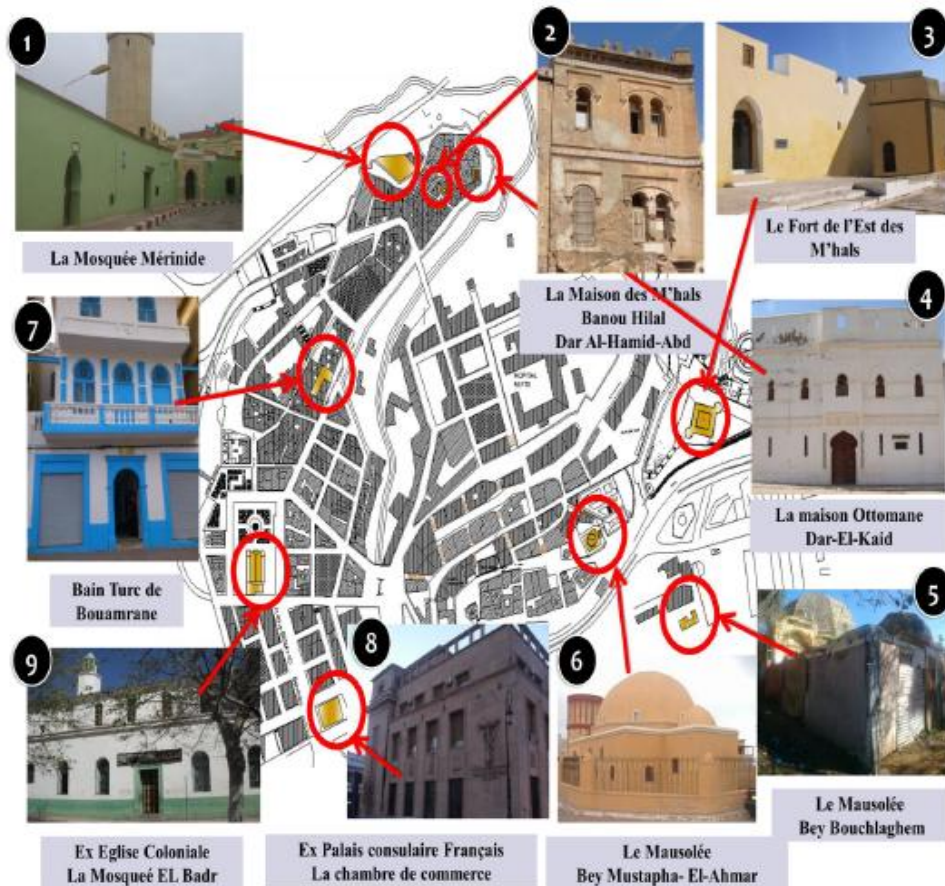 1
La Mosquée Mérinide
2
La Maison des M'hals
Banou Hilal
Dar Al-Hamid-Abd
3
Le Fort de l'Est des
M'hals
4
La maison Ottomane
Dar-El-Kaid
5
Le Mausolée
Bey Bouchlaghem
6
Le Mausolée
Bey Mustapha- El-Ahmar
7
Bain Turc de
Bouamrane
8
Ex Palais consulaire Français
La chambre de commerce
9
Ex Eglise Coloniale
La Mosqueé EL Badr